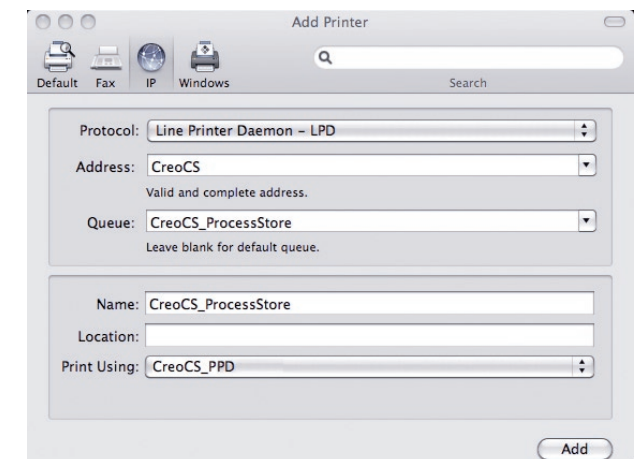 Add Printer
Default Fax IP Windows Search
Protocol: Line Printer Daemon – LPD
Address: CreoCS
Valid and complete address.
Queue: CreoCS_ProcessStore
Leave blank for default queue.
Name: CreoCS_ProcessStore
Location:
Print Using: CreoCS_PPD
Add